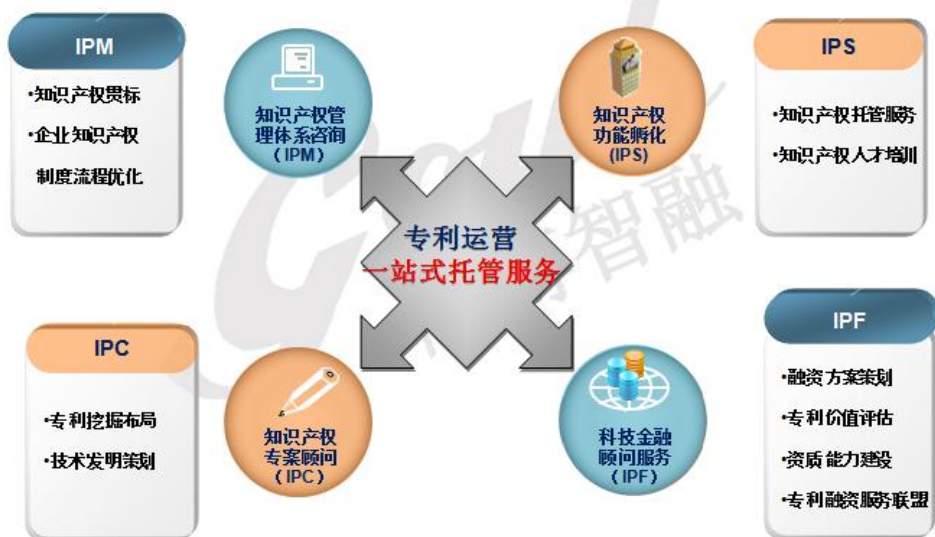 IPM
·知识产权贯标
·企业知识产权
制度流程优化
知识产权管
理体系咨询
（IPM）
知识产权
功能孵化
(IPS)
IPS
·知识产权托管服务
·知识产权人才培训
专利运营
一站式托管服务
IPC
·专利挖掘布局
·技术发明策划
知识产权
专案顾问
（IPC）
科技金融
顾问服务
（IPF）
IPF
·融资方案策划
·专利价值评估
·资质能力建设
·专利融资服务联盟
智融